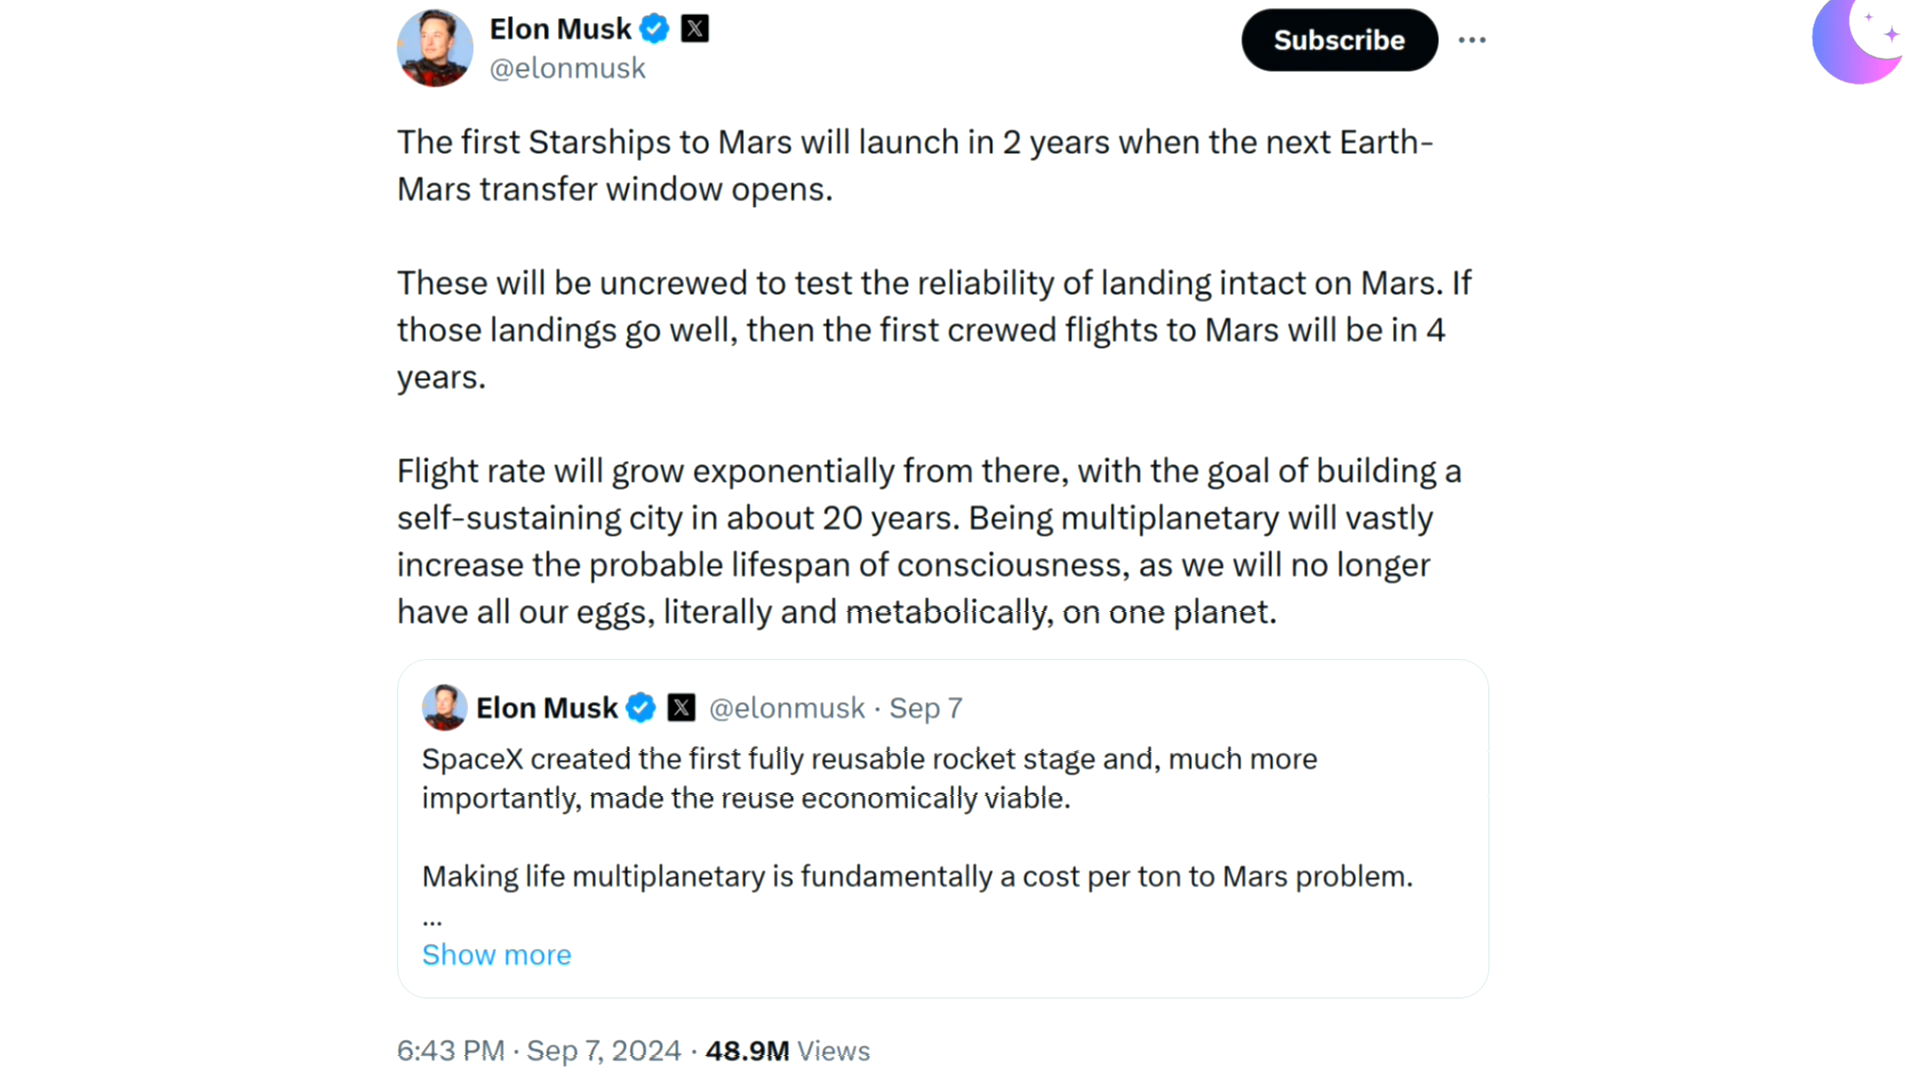 Elon Musk
@elonmusk
Subscribe
The first Starships to Mars will launch in 2 years when the next Earth-
Mars transfer window opens.
These will be uncrewed to test the reliability of landing intact on Mars. If
those landings go well, then the first crewed flights to Mars will be in 4
years.
Flight rate will grow exponentially from there, with the goal of building a
self-sustaining city in about 20 years. Being multiplanetary will vastly
increase the probable lifespan of consciousness, as we will no longer
have all our eggs, literally and metabolically, on one planet.
Elon Musk @elonmusk · Sep 7
SpaceX created the first fully reusable rocket stage and, much more
importantly, made the reuse economically viable.
Making life multiplanetary is fundamentally a cost per ton to Mars problem.
...
Show more
6:43 PM · Sep 7, 2024 · 48.9M Views